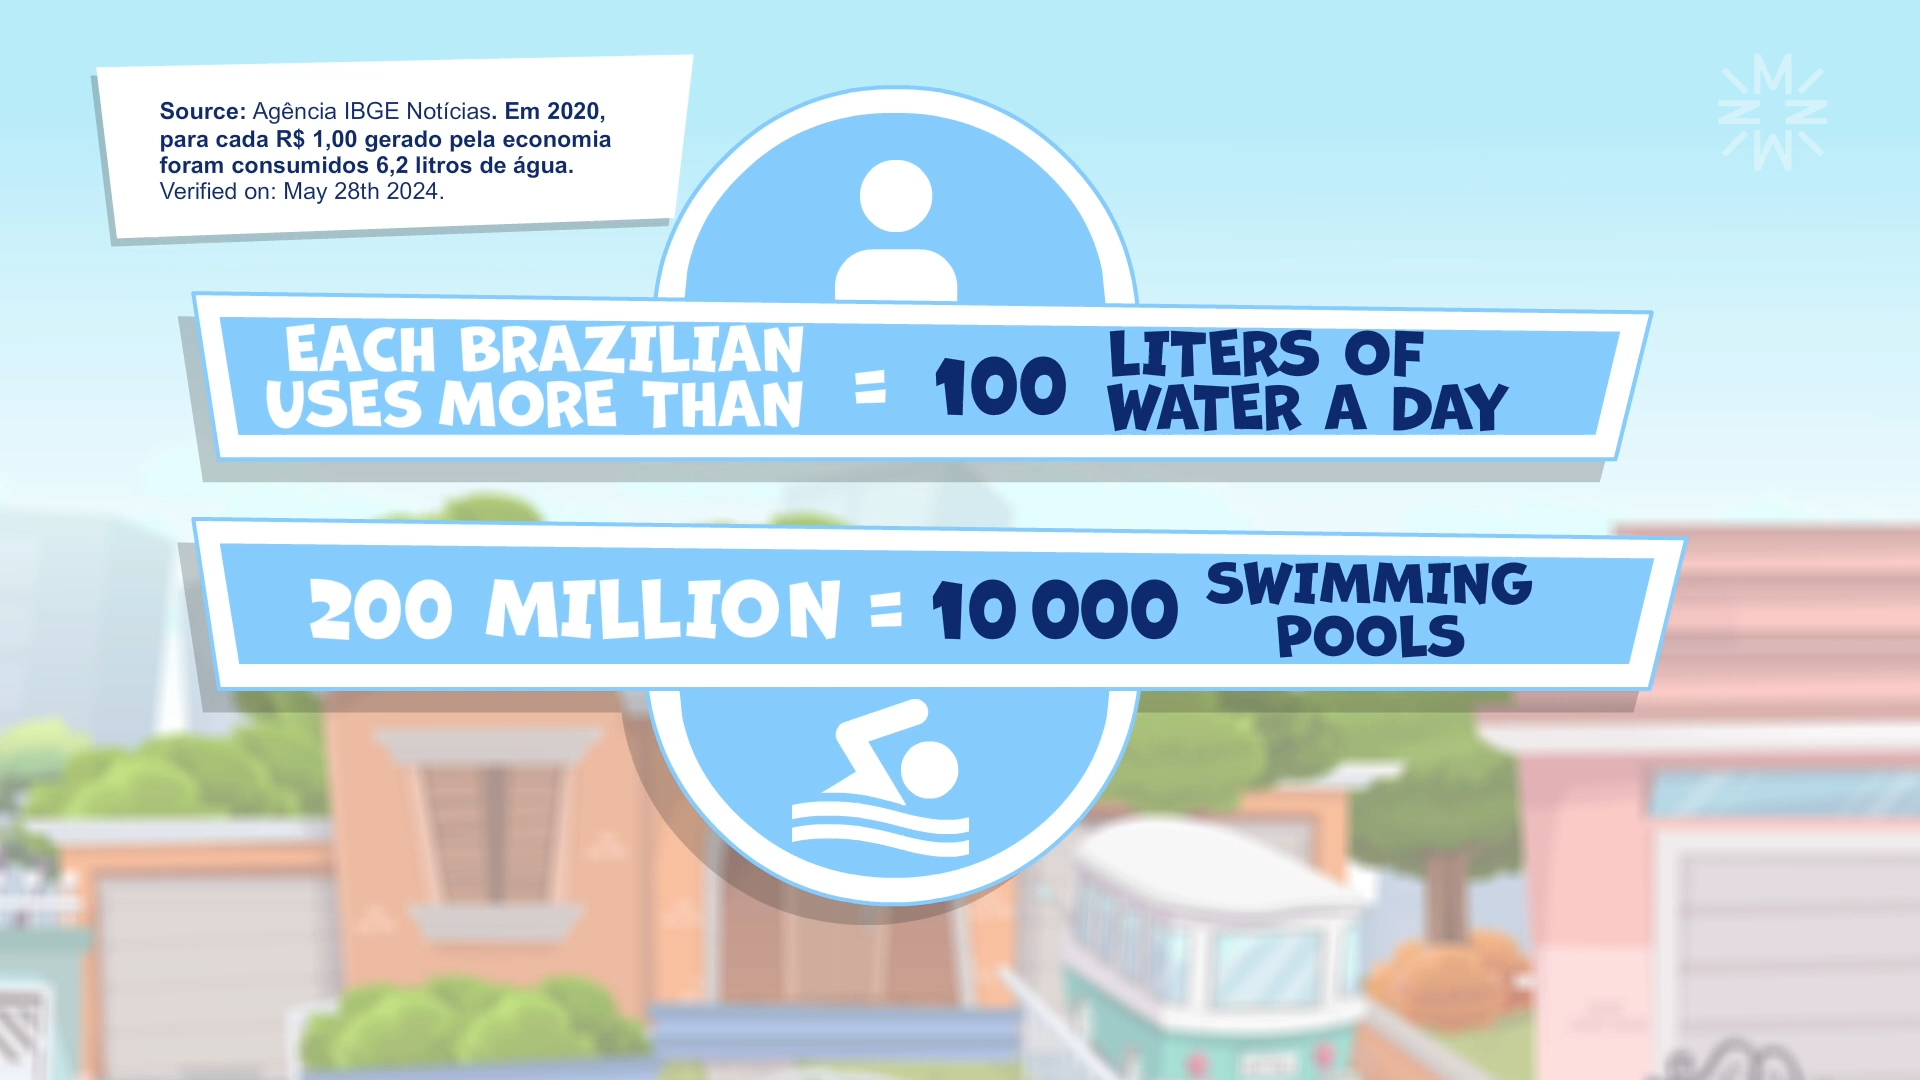 Source: Agência IBGE Notícias. Em 2020,
para cada R$ 1,00 gerado pela economia
foram consumidos 6,2 litros de água.
Verified on: May 28th 2024.
EACH BRAZILIAN
USES MORE THAN
= 100
LITERS OF
WATER A DAY
200 MILLION = 10 000
SWIMMING
POOLS